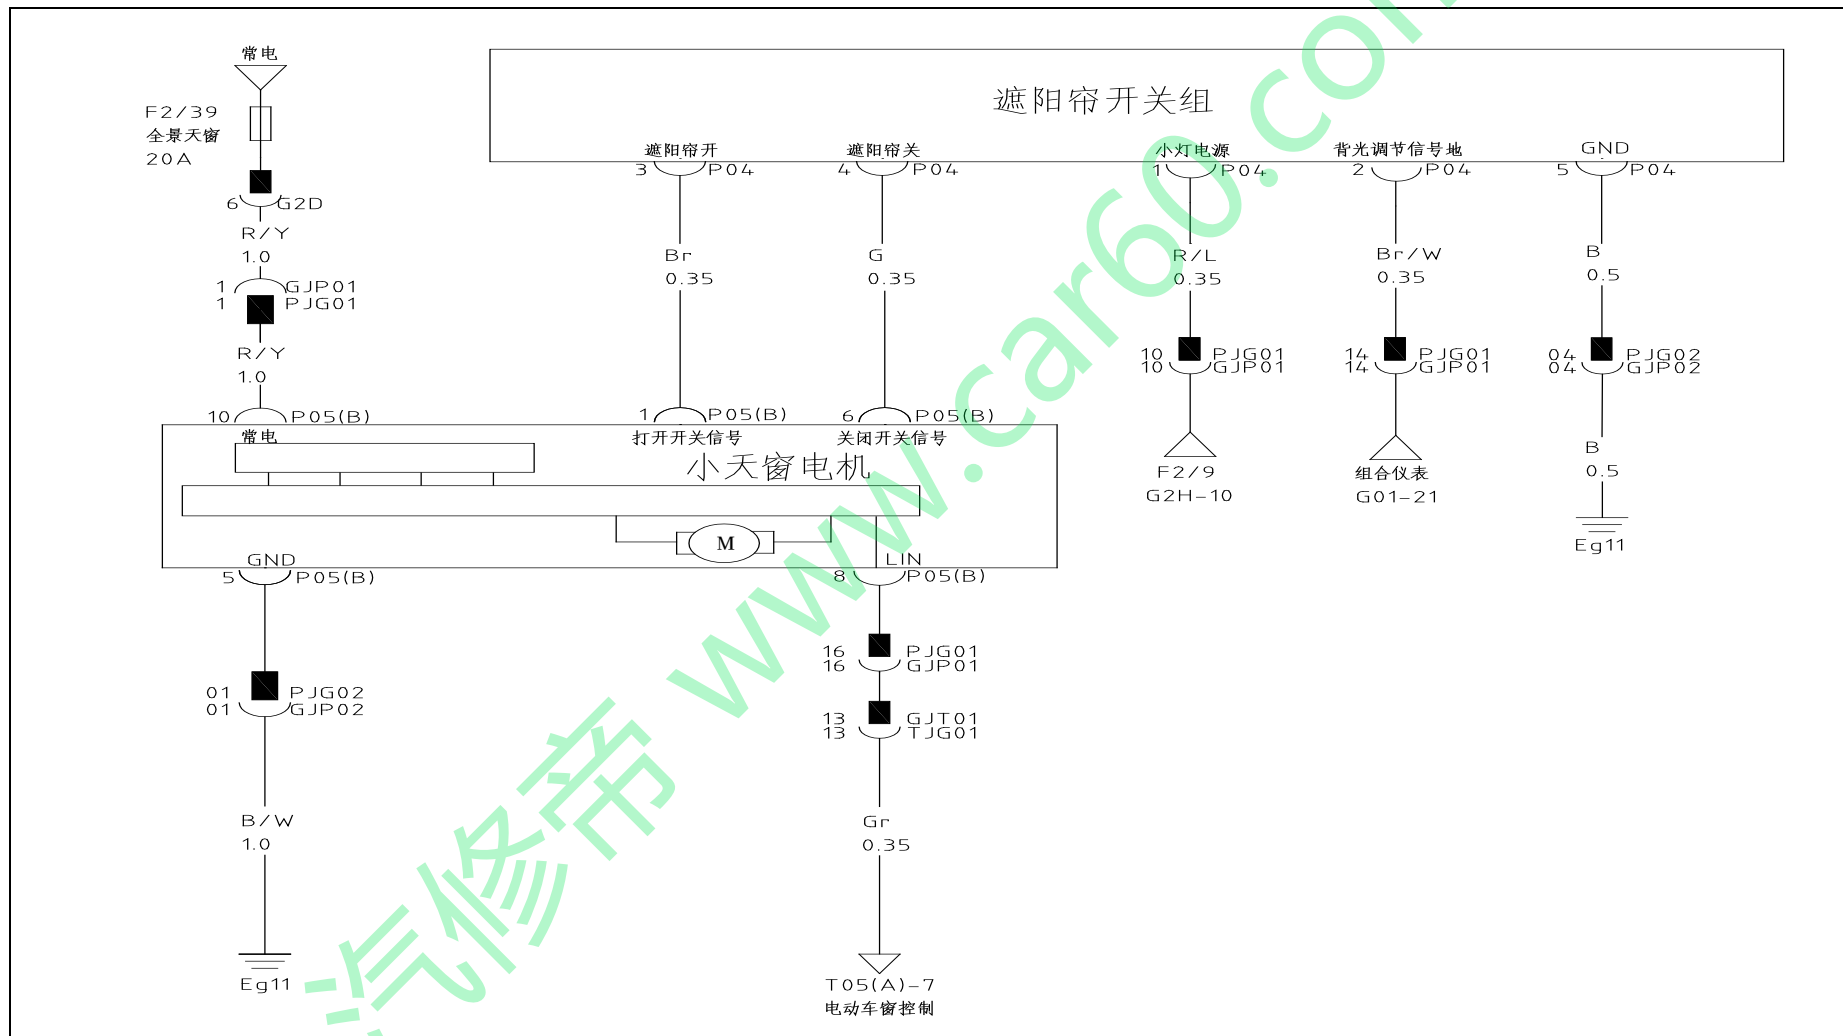 常电
F2/39
全景天窗
20A
6 G2D
R/Y
1.0
1 GJP01
1 PJG01
R/Y
1.0
10 P05(B)
遮阳帘开关组
遮阳帘开
3 P04
遮阳帘关
4 P04
小灯电源
1 P04
背光调节信号地
2 P04
GND
5 P04
Br
0.35
G
0.35
R/L
0.35
Br/W
0.35
B
0.5
10 PJG01
10 GJP01
14 PJG01
14 GJP01
04 PJG02
04 GJP02
1 P05(B)
6 P05(B)
F2/9
G2H-10
组合仪表
G01-21
B
0.5
Eg11
常电
打开开关信号
关闭开关信号
小天窗电机
M
GND
5 P05(B)
LIN
8 P05(B)
01 PJG02
01 GJP02
B/W
1.0
Eg11
16 PJG01
16 GJP01
13 GJT01
13 TJG01
Gr
0.35
T05(A)-7
电动车窗控制
汽修帝 www.car60.com